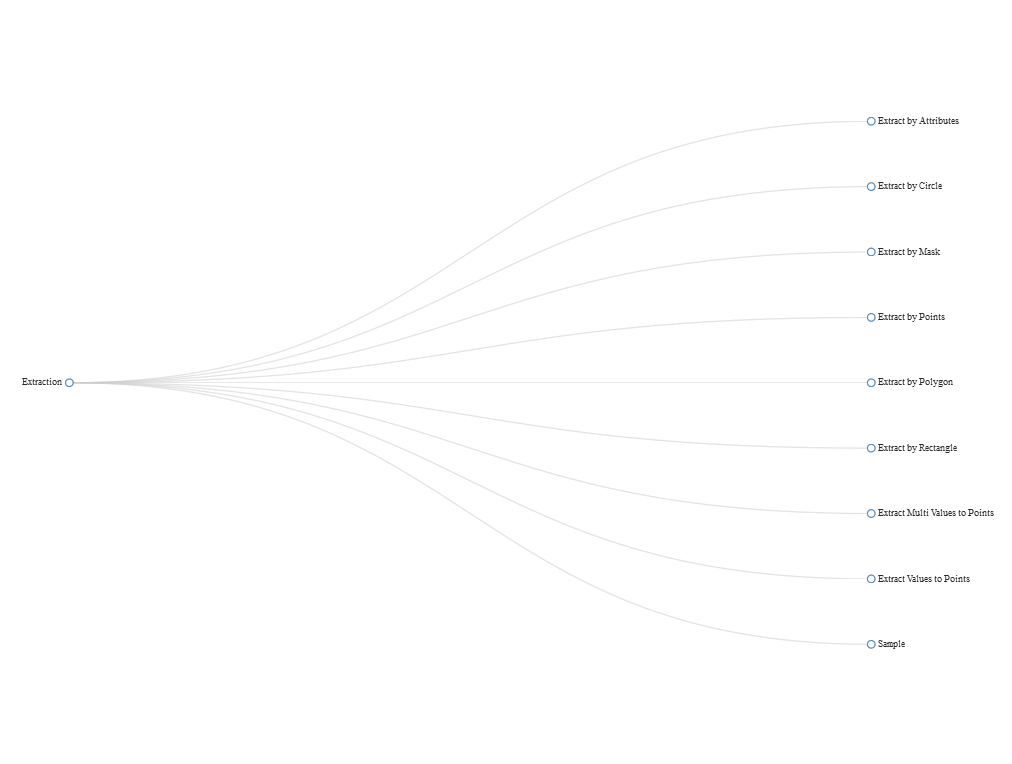 Extraction
Extract by Attributes
Extract by Circle
Extract by Mask
Extract by Points
Extract by Polygon
Extract by Rectangle
Extract Multi Values to Points
Extract Values to Points
Sample